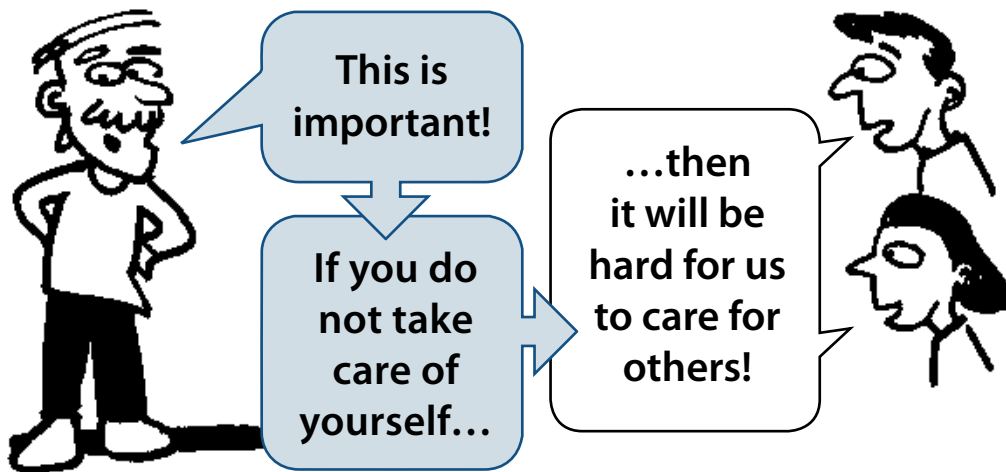 This is
important!
If you do
not take
care of
yourself…
…then
it will be
hard for us
to care for
others!